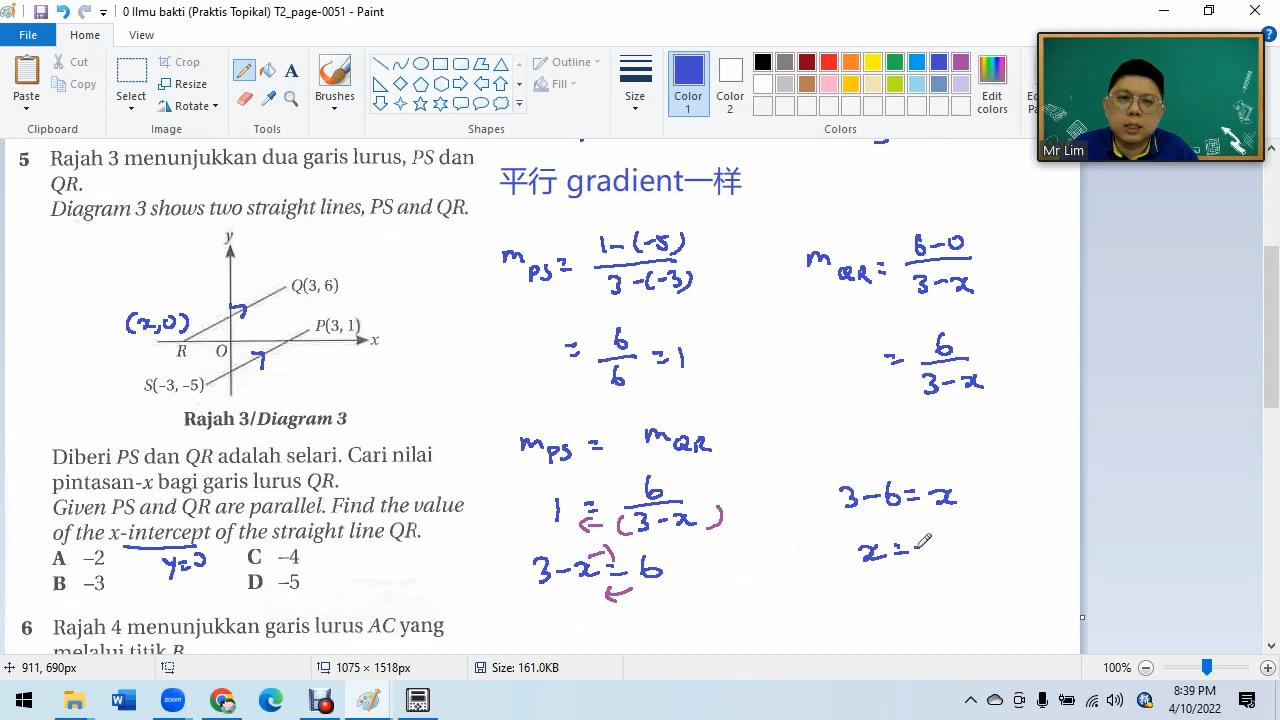 0 Ilmu bakti (Praktis Topikal) T2_page-0051 - Paint
File Home View
Paste
Cut
Copy
Clipboard
Select
Crop
Resize
Rotate
Image
Tools
Brushes
Outline
Fill
Shapes
Size
Color 1
Color 2
Edit colors
Colors
Mr Lim
5 Rajah 3 menunjukkan dua garis lurus, PS dan
QR.
Diagram 3 shows two straight lines, PS and QR.
y
Q(3, 6)
(x,0)
P(3, 1)
x
R O
S(–3, –5)
Rajah 3/Diagram 3
Diberi PS dan QR adalah selari. Cari nilai
pintasan-x bagi garis lurus QR.
Given PS and QR are parallel. Find the value
of the x-intercept of the straight line QR.
y=0
A –2 C –4
B –3 D –5
6 Rajah 4 menunjukkan garis lurus AC yang
melalui titik B.
平行 gradient一样
m_PS = (1-(-5))/(3-(-3))
= 6/6 = 1
m_QR = (6-0)/(3-x)
= 6/(3-x)
m_PS = m_QR
1 = 6/(3-x)
3-x = 6
3-6=x
x=-
911, 690px
1075 × 1518px
Size: 161.0KB
100%
8:39 PM
4/10/2022